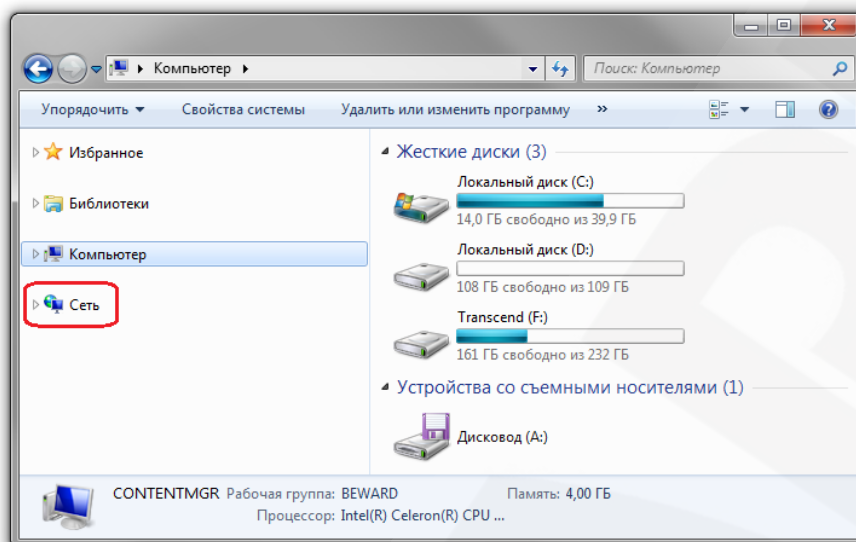 Компьютер
Поиск: Компьютер
Упорядочить Свойства системы Удалить или изменить программу »
Избранное
Библиотеки
Компьютер
Сеть
Жесткие диски (3)
Локальный диск (C:)
14,0 ГБ свободно из 39,9 ГБ
Локальный диск (D:)
108 ГБ свободно из 109 ГБ
Transcend (F:)
161 ГБ свободно из 232 ГБ
Устройства со съемными носителями (1)
Дисковод (A:)
CONTENTMGR Рабочая группа: BEWARD Память: 4,00 ГБ
Процессор: Intel(R) Celeron(R) CPU ...